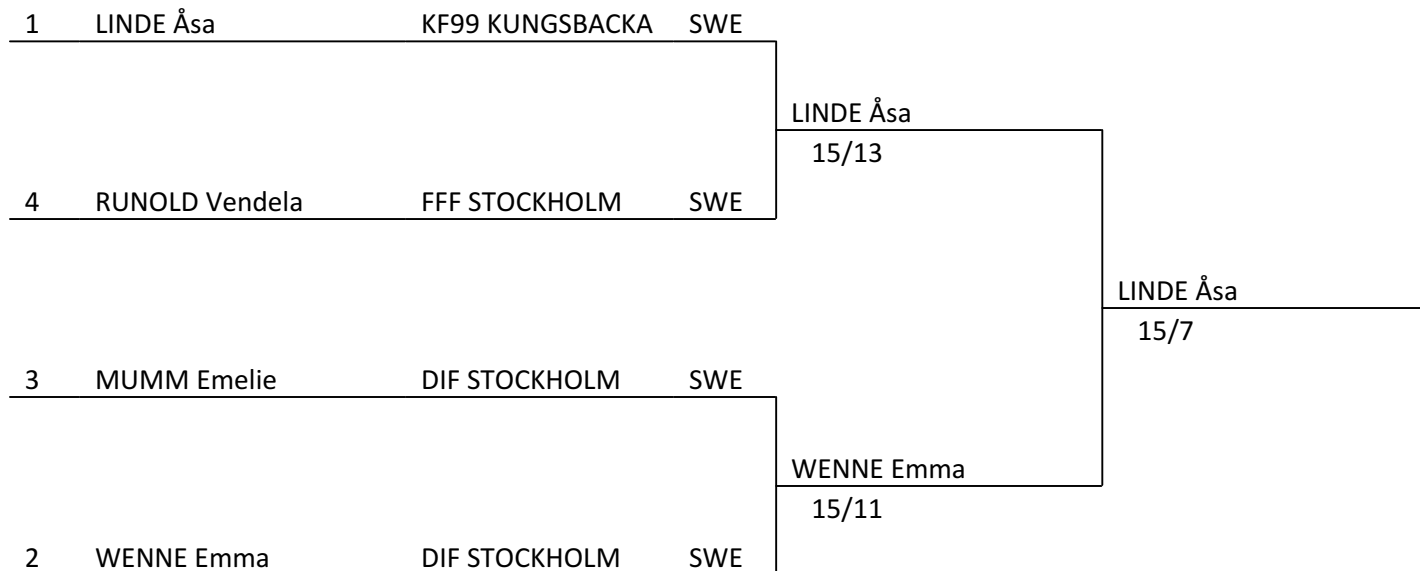 1 LINDE Åsa KF99 KUNGSBACKA SWE
LINDE Åsa
15/13
4 RUNOLD Vendela FFF STOCKHOLM SWE
LINDE Åsa
15/7
3 MUMM Emelie DIF STOCKHOLM SWE
WENNE Emma
15/11
2 WENNE Emma DIF STOCKHOLM SWE